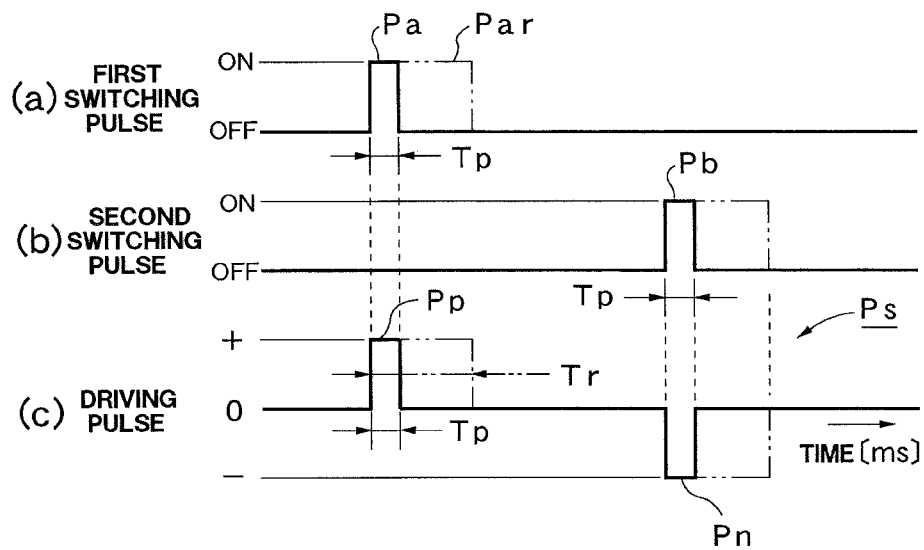 Pa
Par
ON
(a) FIRST SWITCHING PULSE
OFF
Tp
Pb
ON
(b) SECOND SWITCHING PULSE
OFF
Tp
Pp
Ps
+
Tr
(c) DRIVING PULSE
0
Tp
TIME [ms]
−
Pn